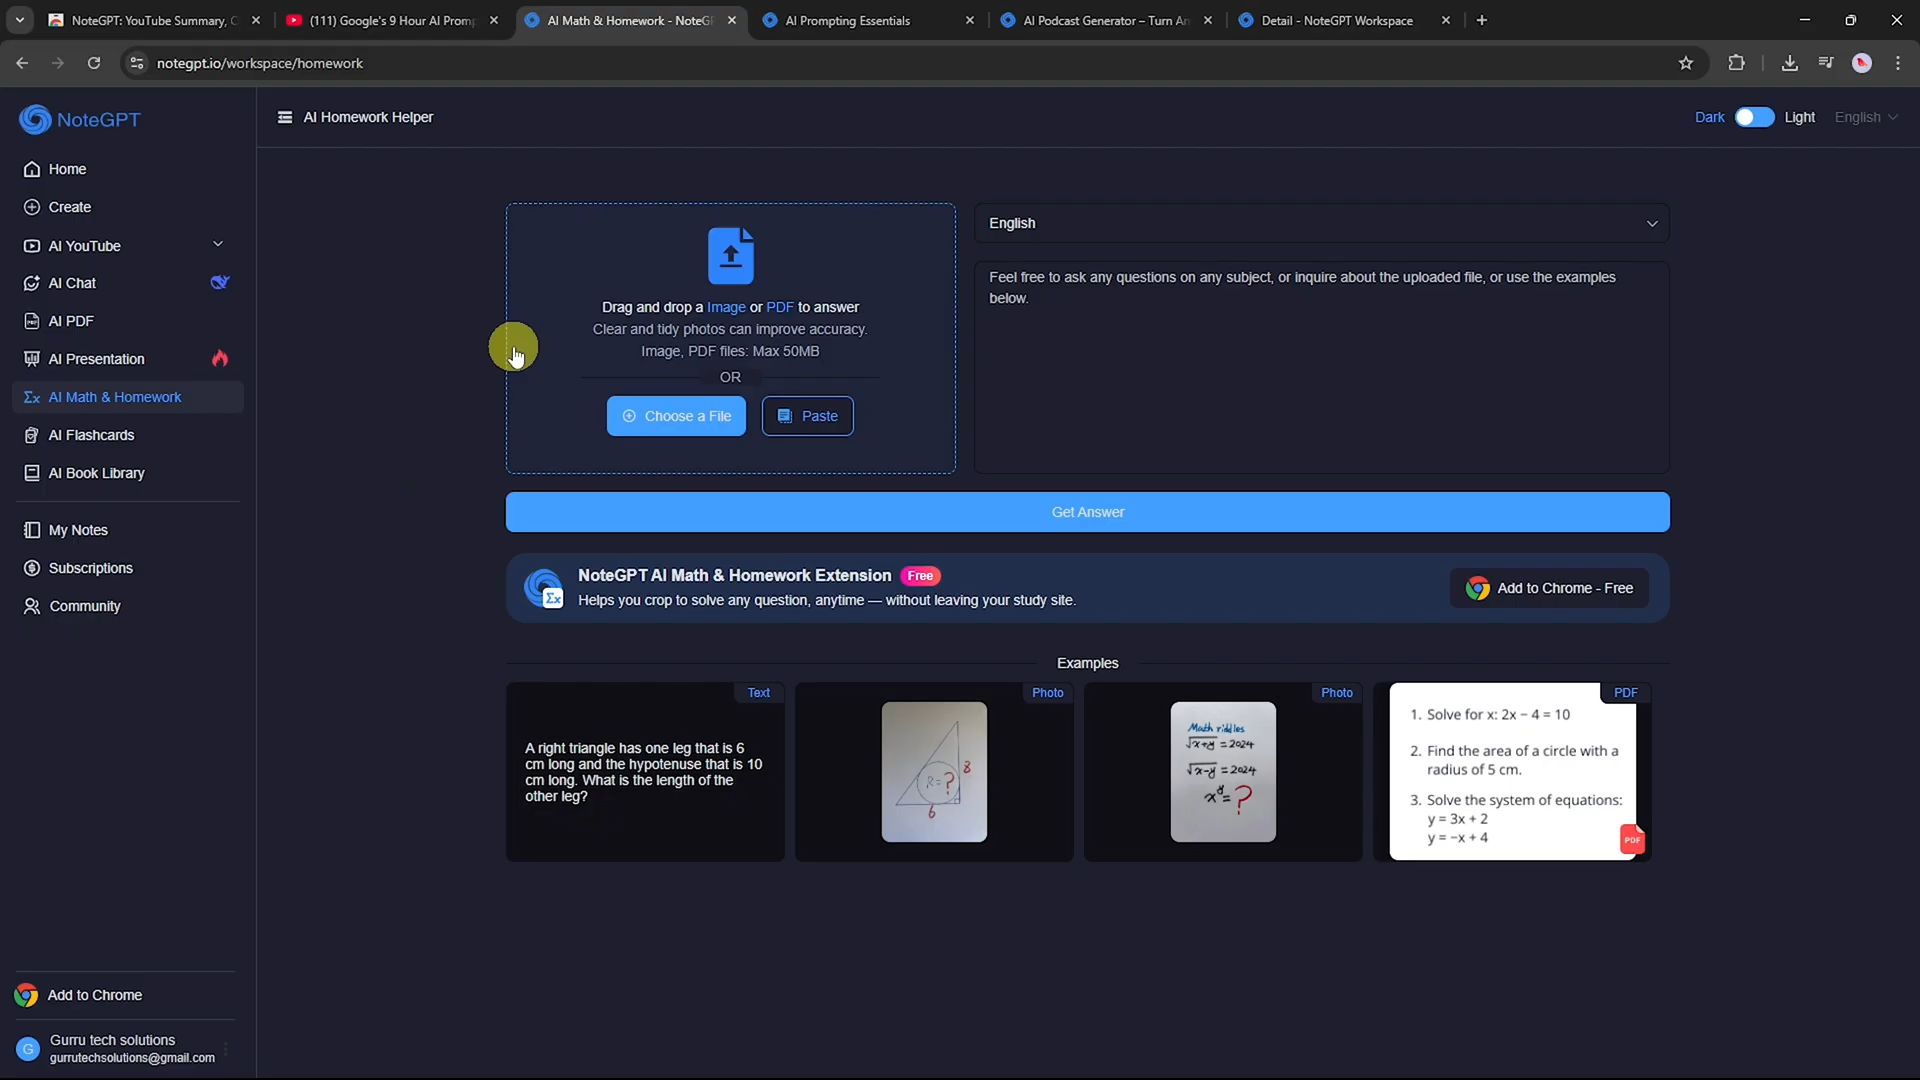 NoteGPT: YouTube Summary, C
(111) Google's 9 Hour AI Promp
AI Math & Homework - NoteG
AI Prompting Essentials
AI Podcast Generator – Turn An
Detail - NoteGPT Workspace
notegpt.io/workspace/homework
NoteGPT
AI Homework Helper
Dark
Light
English
Home
Create
AI YouTube
AI Chat
AI PDF
AI Presentation
AI Math & Homework
AI Flashcards
AI Book Library
My Notes
Subscriptions
Community
Add to Chrome
G
Gurru tech solutions
gurrutechsolutions@gmail.com
Drag and drop a Image or PDF to answer
Clear and tidy photos can improve accuracy.
Image, PDF files: Max 50MB
OR
Choose a File
Paste
English
Feel free to ask any questions on any subject, or inquire about the uploaded file, or use the examples
below.
Get Answer
NoteGPT AI Math & Homework Extension Free
Helps you crop to solve any question, anytime — without leaving your study site.
Add to Chrome - Free
Examples
Text
A right triangle has one leg that is 6
cm long and the hypotenuse that is 10
cm long. What is the length of the
other leg?
Photo
R=?
8
6
Photo
Math riddles
√x+y = 2024
√x-y = 2024
x^y = ?
PDF
1. Solve for x: 2x − 4 = 10
2. Find the area of a circle with a
radius of 5 cm.
3. Solve the system of equations:
y = 3x + 2
y = −x + 4
PDF